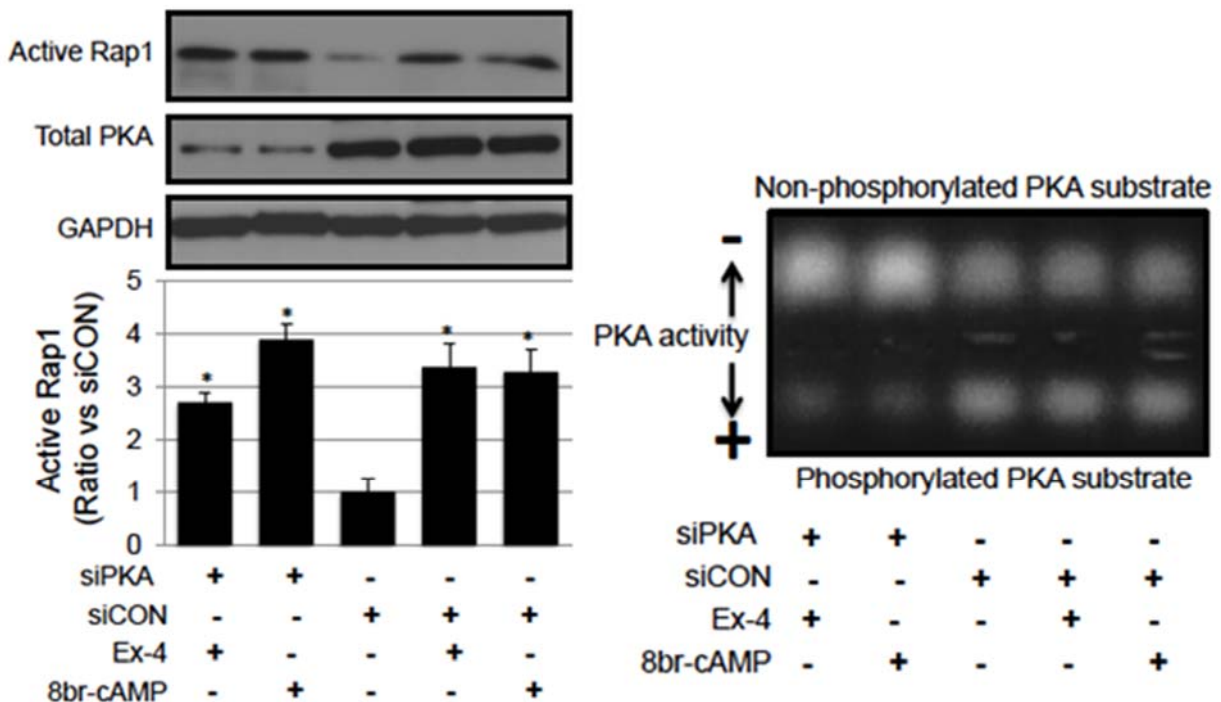 Active Rap1
Total PKA
GAPDH
Active Rap1
(Ratio vs siCON)
5
4
3
2
1
0
* * * *
siPKA + + - - -
siCON - - + + +
Ex-4 + - - + -
8br-cAMP - + - - +
Non-phosphorylated PKA substrate
-
PKA activity
+
Phosphorylated PKA substrate
siPKA + + - - -
siCON - - + + +
Ex-4 + - - + -
8br-cAMP - + - - +